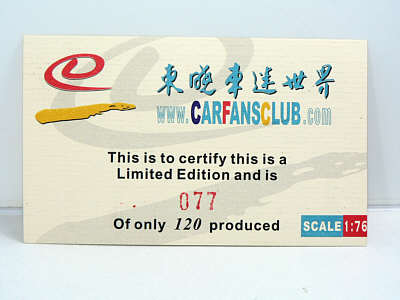 東曉車迷世界
www.CARFANSCLUB.com
This is to certify this is a
Limited Edition and is
077
Of only 120 produced
SCALE 1:76